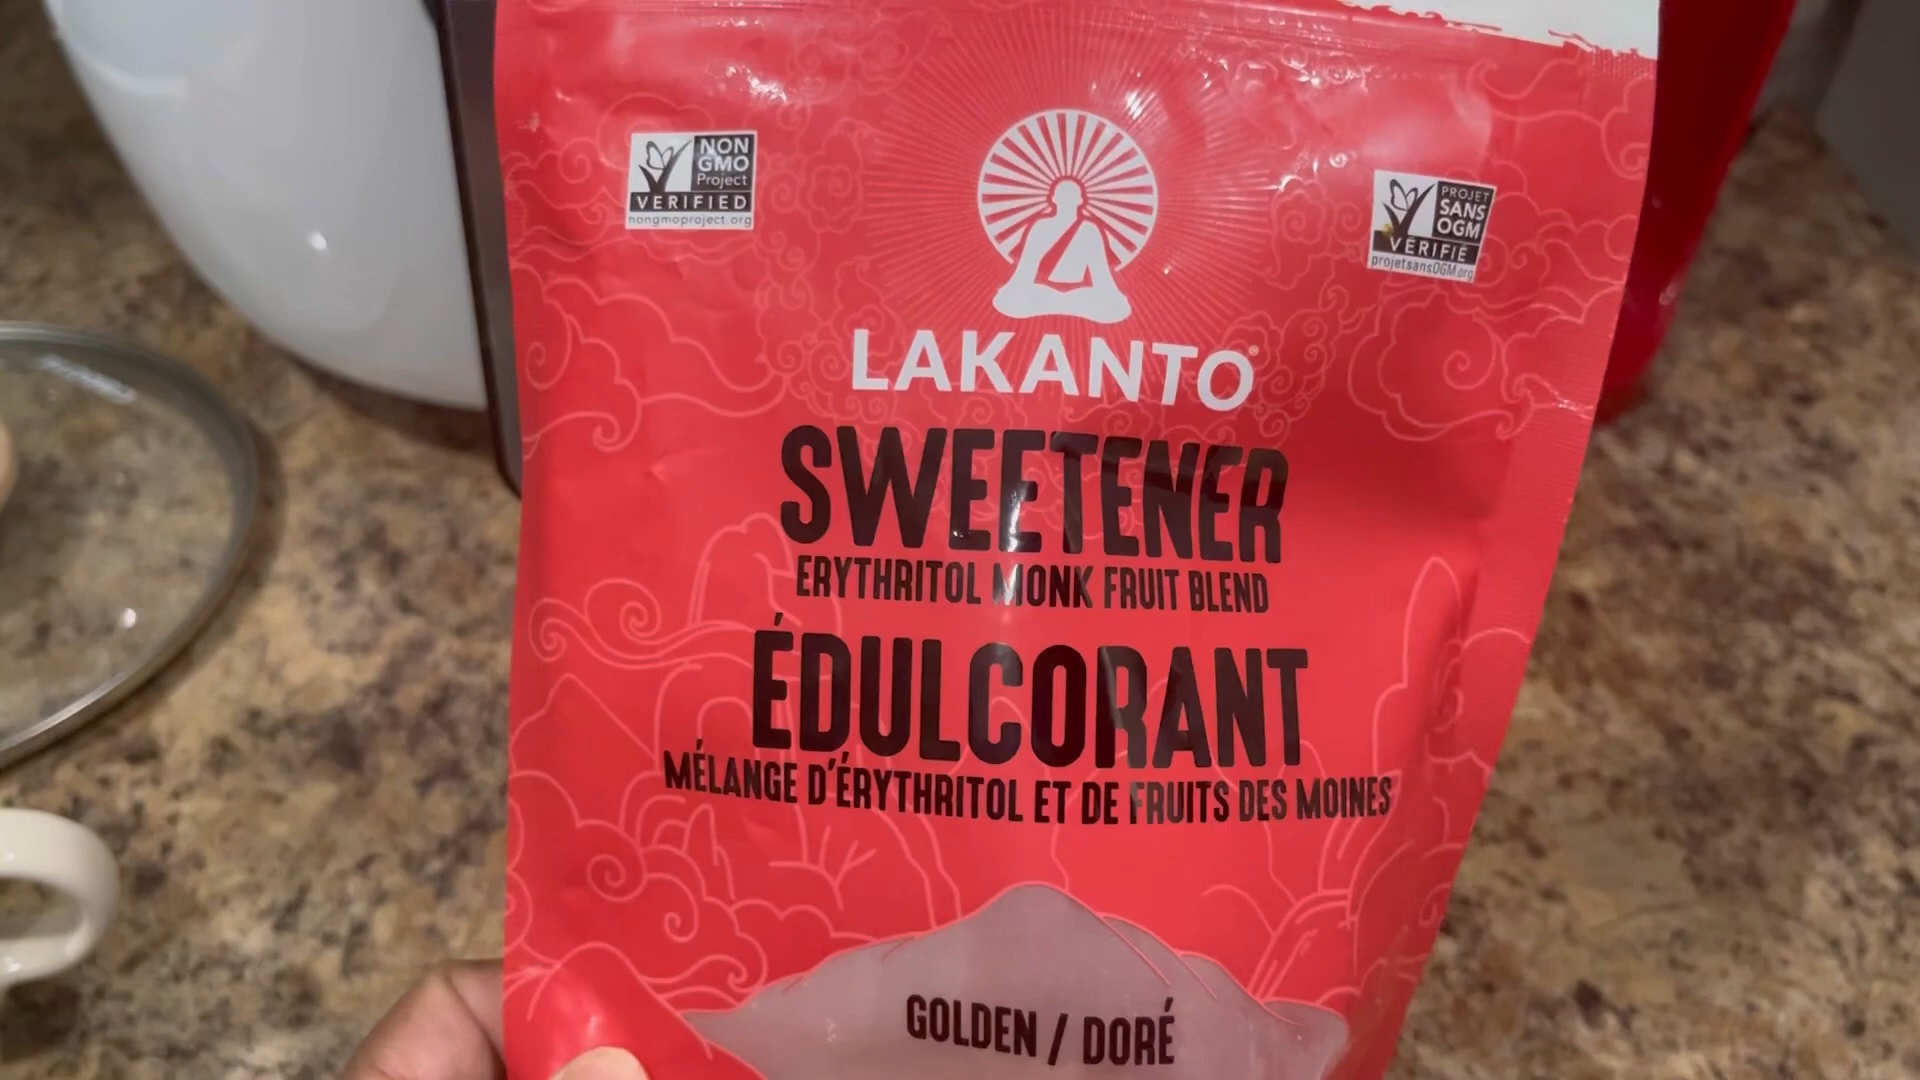 NON
GMO
Project
VERIFIED
nongmoproject.org
PROJET
SANS
OGM
VÉRIFIÉ
projetsansOGM.org
LAKANTO®
SWEETENER
ERYTHRITOL MONK FRUIT BLEND
ÉDULCORANT
MÉLANGE D'ÉRYTHRITOL ET DE FRUITS DES MOINES
GOLDEN / DORÉ